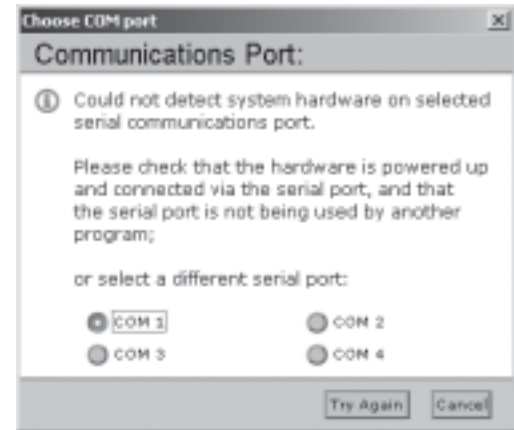 Choose COM port
Communications Port:
Could not detect system hardware on selected
serial communications port.
Please check that the hardware is powered up
and connected via the serial port, and that
the serial port is not being used by another
program;
or select a different serial port:
COM 1 COM 2
COM 3 COM 4
Try Again Cancel